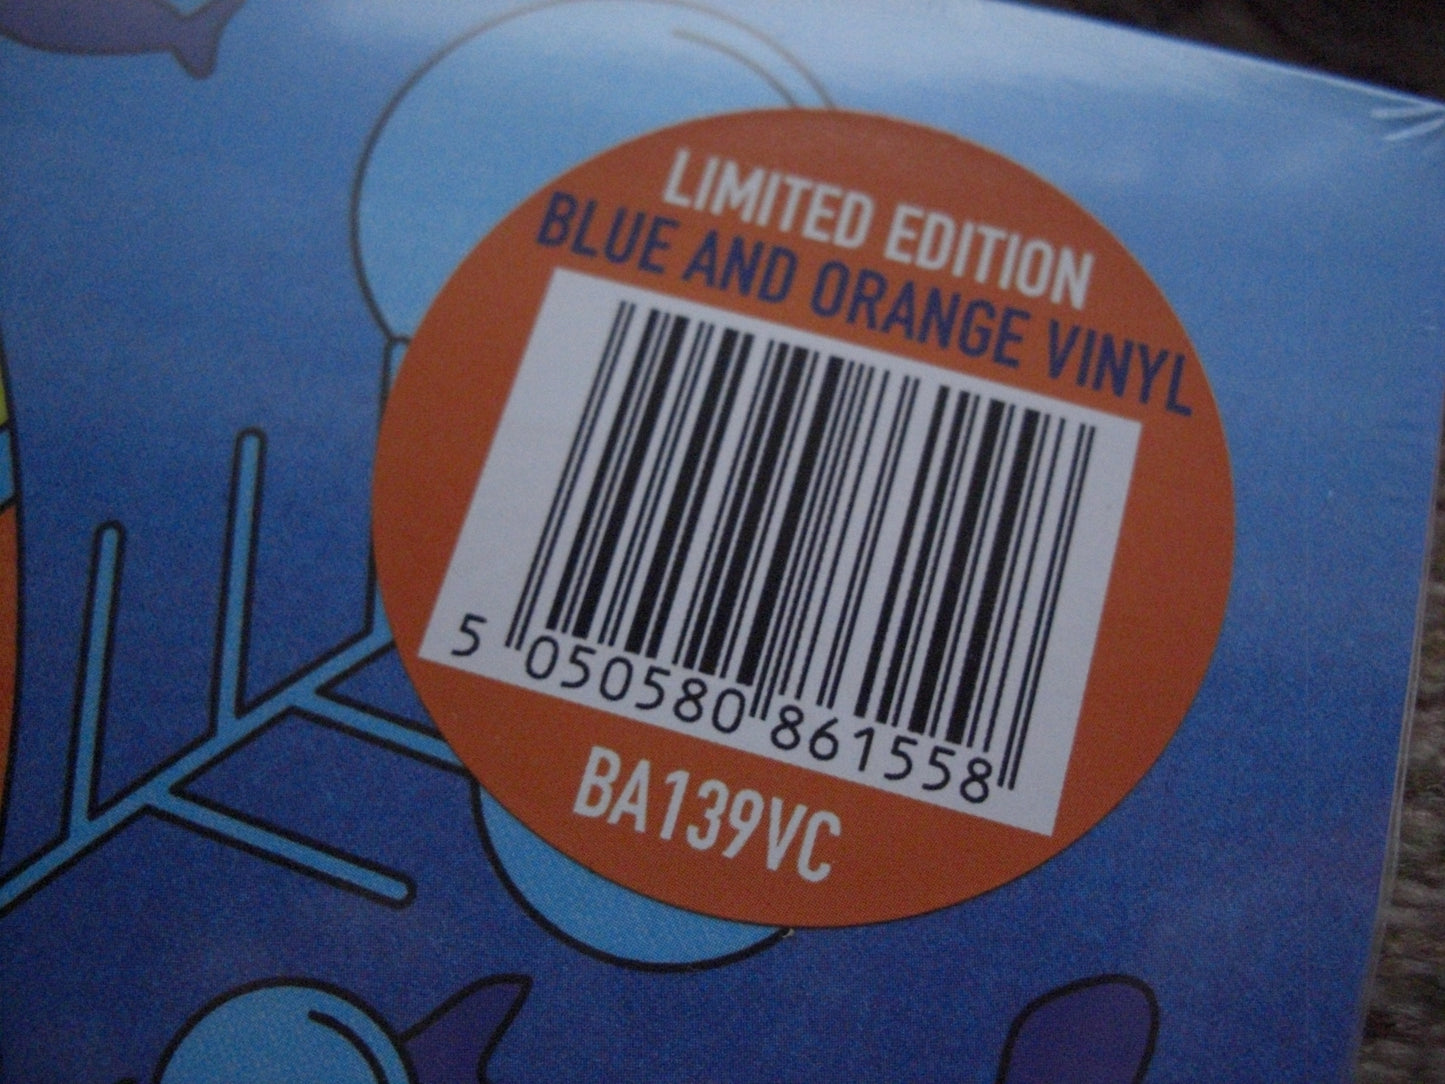 LIMITED EDITION
BLUE AND ORANGE VINYL
5 050580 861558
BA139VC